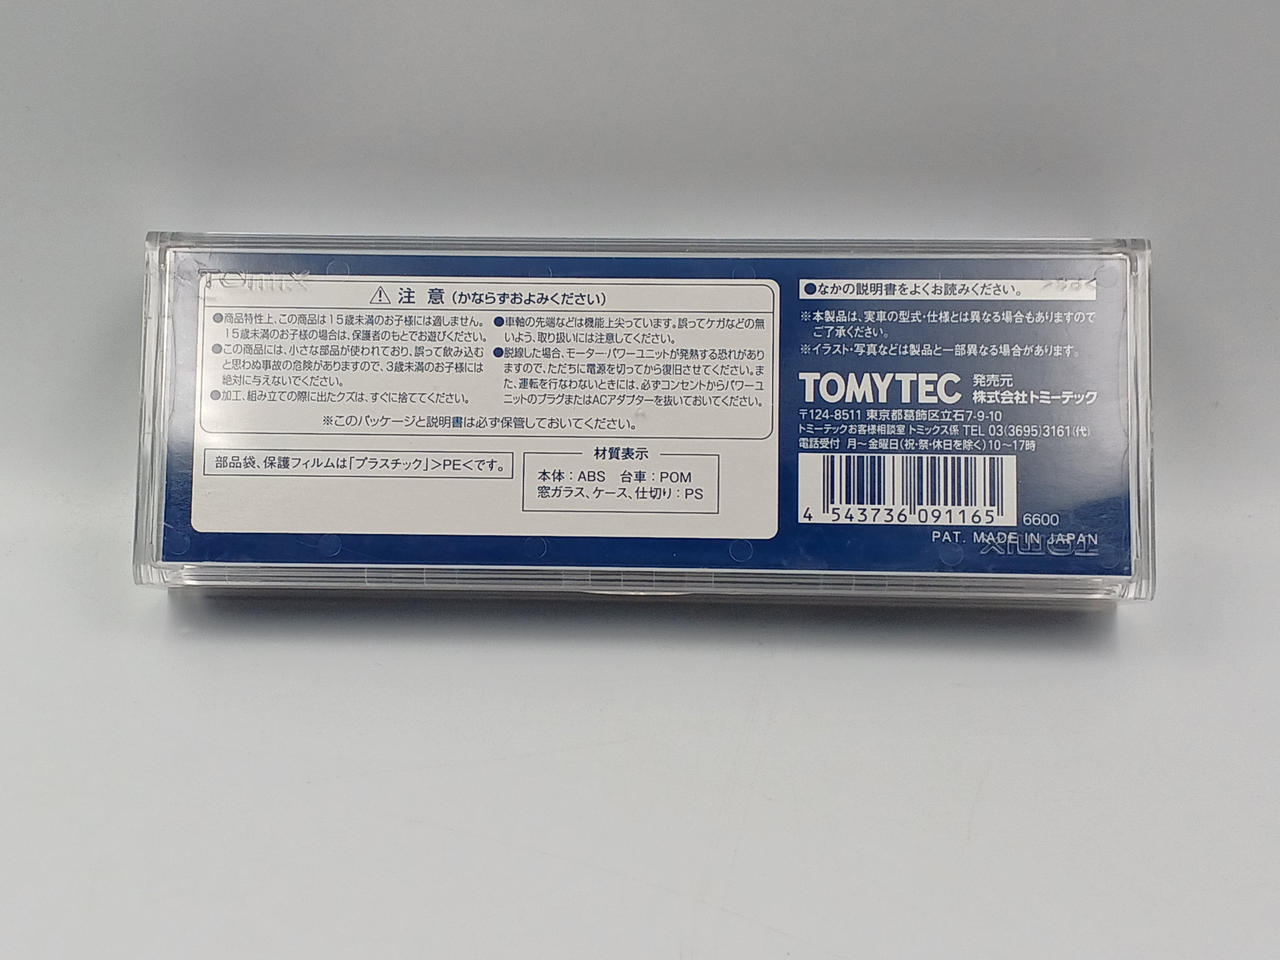 TOMIX
注意(かならずおよみください)
●商品特性上、この商品は15歳未満のお子様には適しません。
15歳未満のお子様の場合は、保護者のもとでお遊びください。
●この商品には、小さな部品が使われており、誤って飲み込む
と思わぬ事故の危険がありますので、3歳未満のお子様には
絶対に与えないでください。
●加工、組み立ての際に出たクズは、すぐに捨ててください。
●車軸の先端などは機能上尖っています。誤ってケガなどの無
いよう、取り扱いには注意してください。
●脱線した場合、モーター・パワーユニットが発熱する恐れがあり
ますので、ただちに電源を切ってから復旧させてください。ま
た、運転を行なわないときには、必ずコンセントからパワーユ
ニットのプラグまたはACアダプターを抜いておいてください。
※このパッケージと説明書は必ず保管しておいてください。
部品袋、保護フィルムは「プラスチック」>PE<です。
材質表示
本体:ABS 台車:POM
窓ガラス、ケース、仕切り:PS
●なかの説明書をよくお読みください。
※本製品は、実車の型式・仕様とは異なる場合もありますので
ご了承ください。
※イラスト・写真などは製品と一部異なる場合があります。
TOMYTEC 発売元
株式会社トミーテック
〒124-8511 東京都葛飾区立石7-9-10
トミーテックお客様相談室 トミックス係 TEL 03(3695)3161(代)
電話受付 月〜金曜日(祝・祭・休日を除く)10〜17時
4 543736 091165
6600
PAT. MADE IN JAPAN
TOMIX